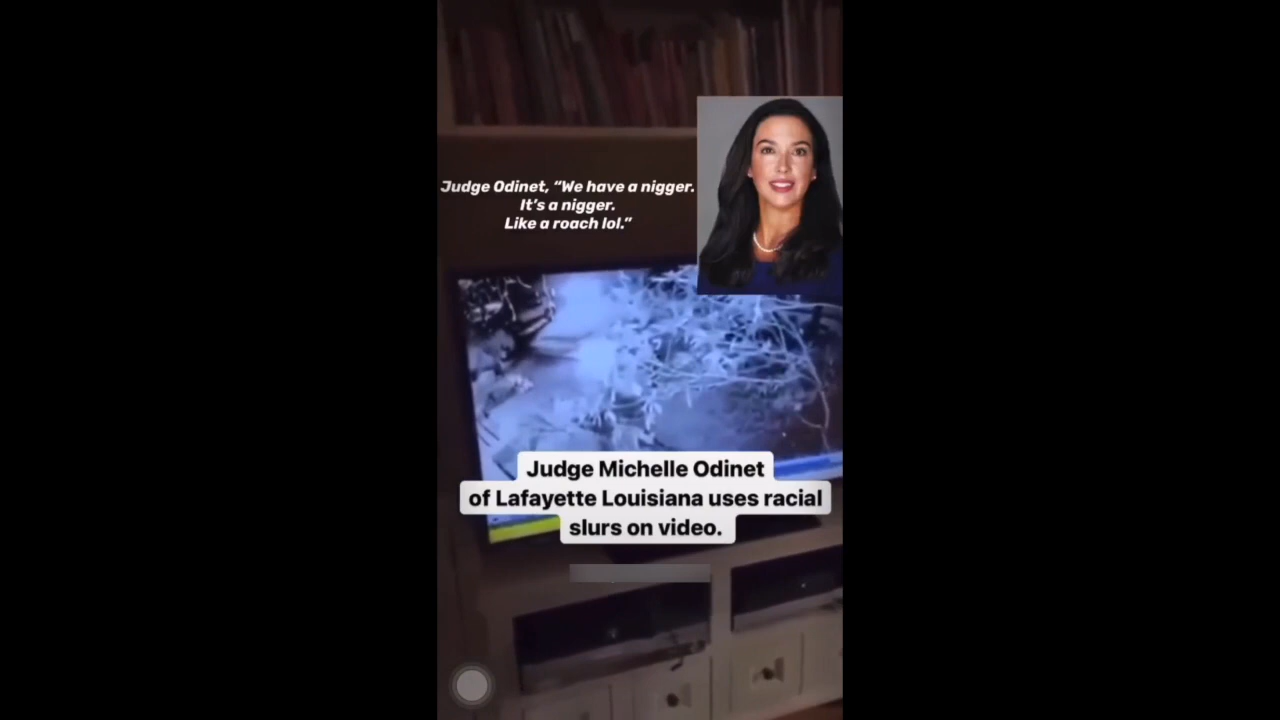 Judge Odinet, “We have a nigger.
It’s a nigger.
Like a roach lol.”
Judge Michelle Odinet
of Lafayette Louisiana uses racial
slurs on video.